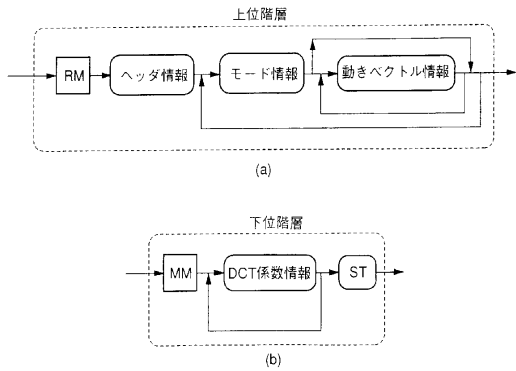 上位階層
RM
ヘッダ情報
モード情報
動きベクトル情報
(a)
下位階層
MM
DCT係数情報
ST
(b)